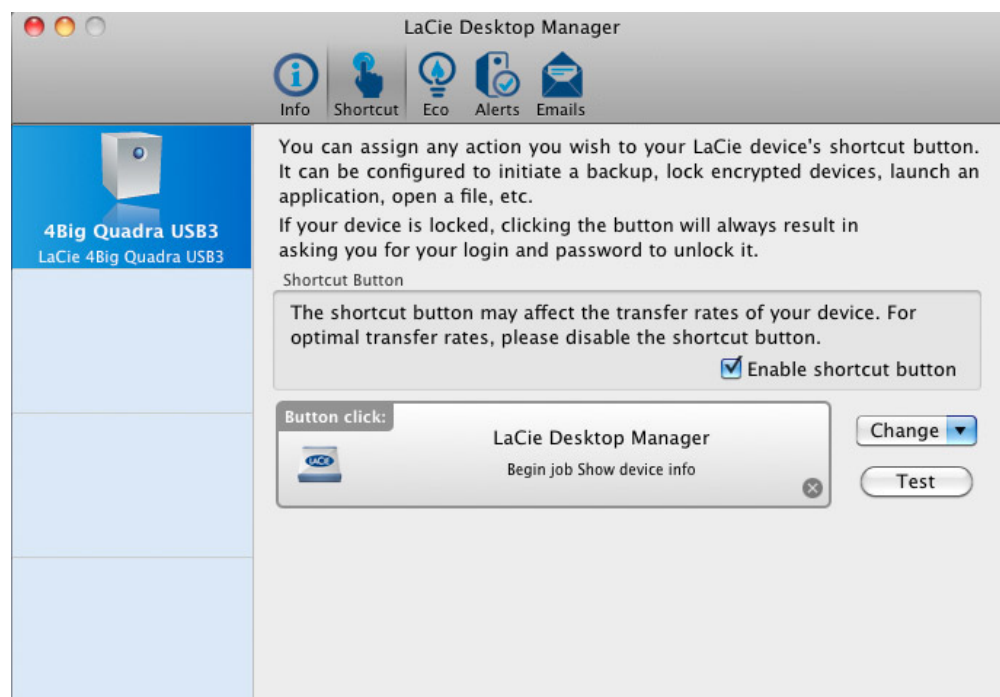 LaCie Desktop Manager
Info Shortcut Eco Alerts Emails
4Big Quadra USB3
LaCie 4Big Quadra USB3
You can assign any action you wish to your LaCie device's shortcut button.
It can be configured to initiate a backup, lock encrypted devices, launch an
application, open a file, etc.
If your device is locked, clicking the button will always result in
asking you for your login and password to unlock it.
Shortcut Button
The shortcut button may affect the transfer rates of your device. For
optimal transfer rates, please disable the shortcut button.
Enable shortcut button
Button click:
LACIE
LaCie Desktop Manager
Begin job Show device info
Change
Test